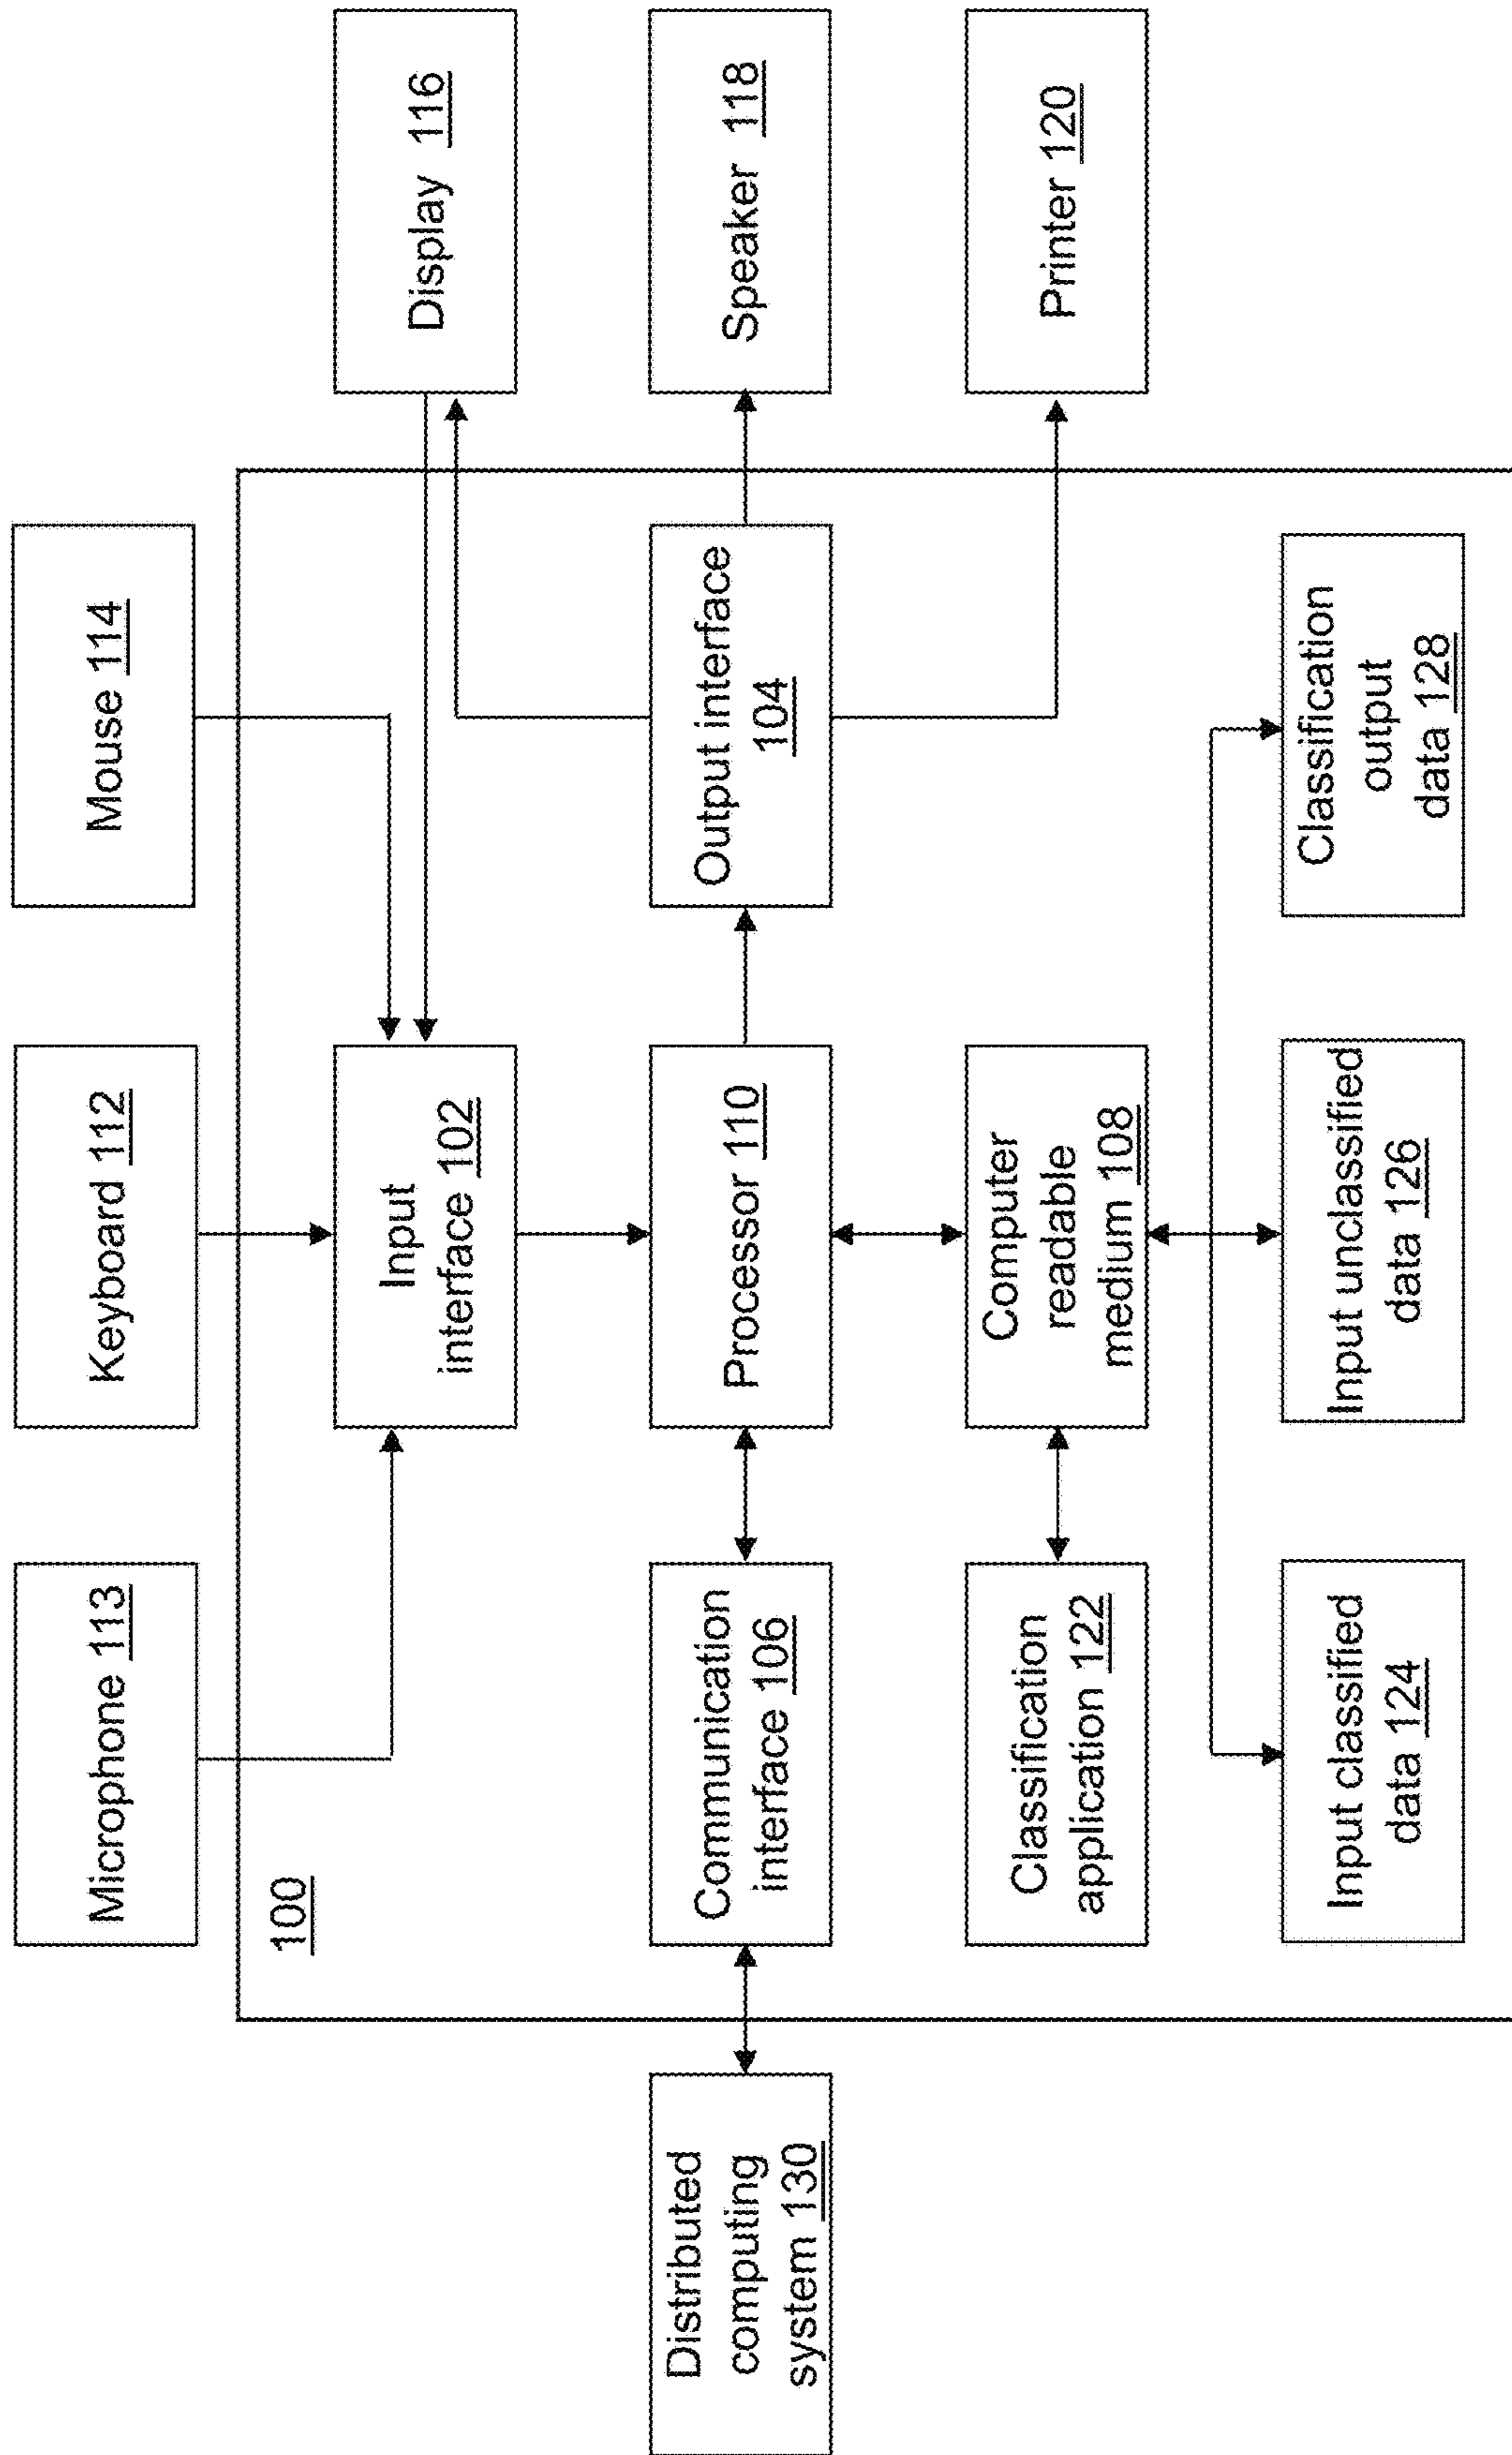 Microphone 113
Keyboard 112
Mouse 114
100
Input
interface 102
Display 116
Distributed
computing
system 130
Communication
interface 106
Processor 110
Output interface
104
Speaker 118
Classification
application 122
Computer
readable
medium 108
Printer 120
Input classified
data 124
Input unclassified
data 126
Classification
output
data 128